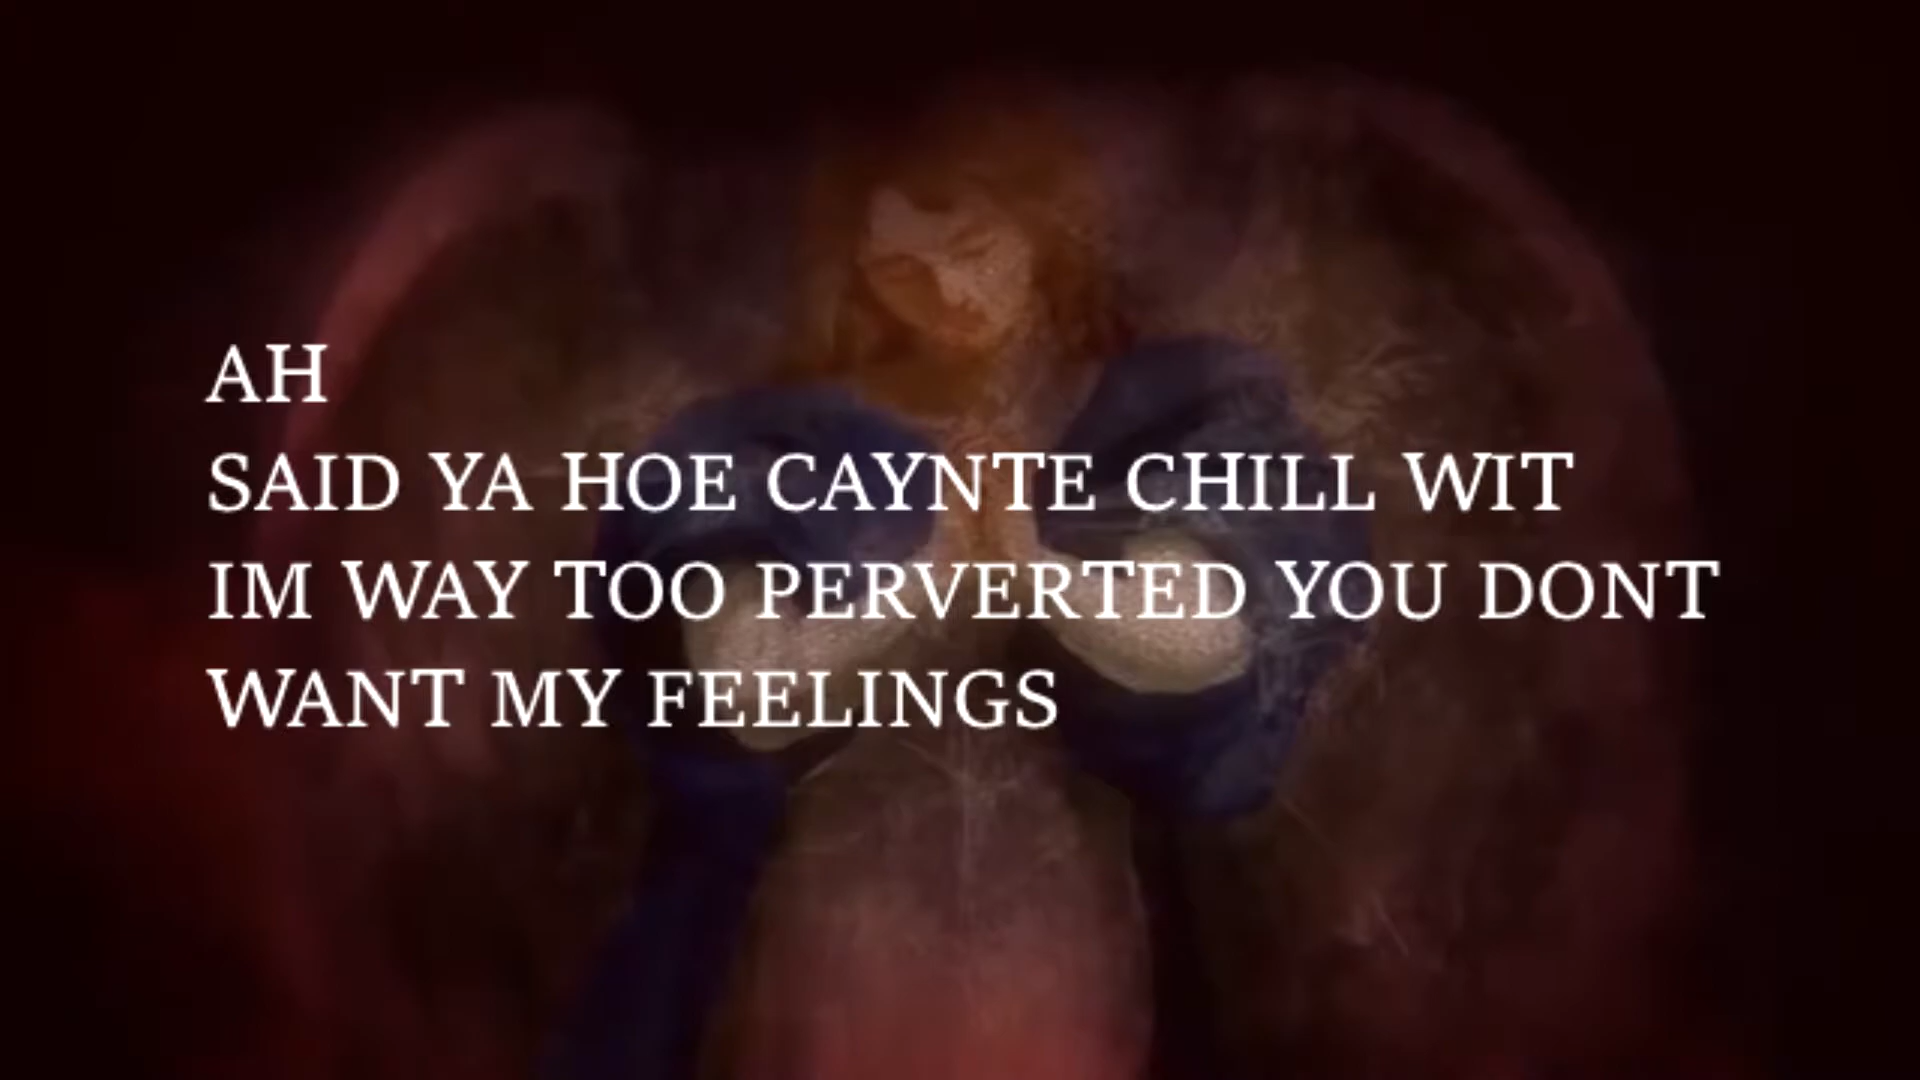 AH
SAID YA HOE CAYNTE CHILL WIT
IM WAY TOO PERVERTED YOU DONT
WANT MY FEELINGS